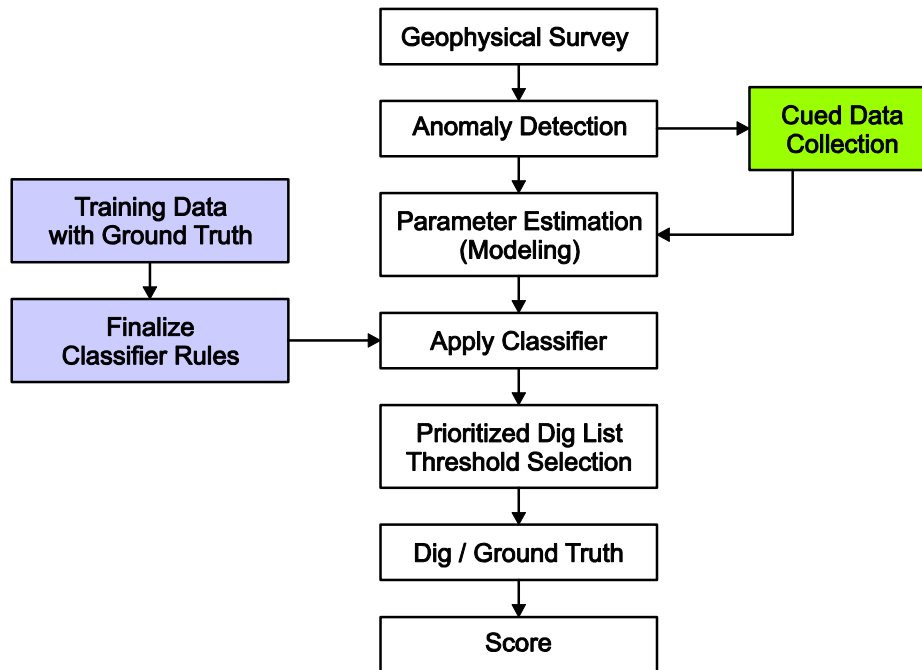 Geophysical Survey
Anomaly Detection
Cued Data
Collection
Training Data
with Ground Truth
Parameter Estimation
(Modeling)
Finalize
Classifier Rules
Apply Classifier
Prioritized Dig List
Threshold Selection
Dig / Ground Truth
Score